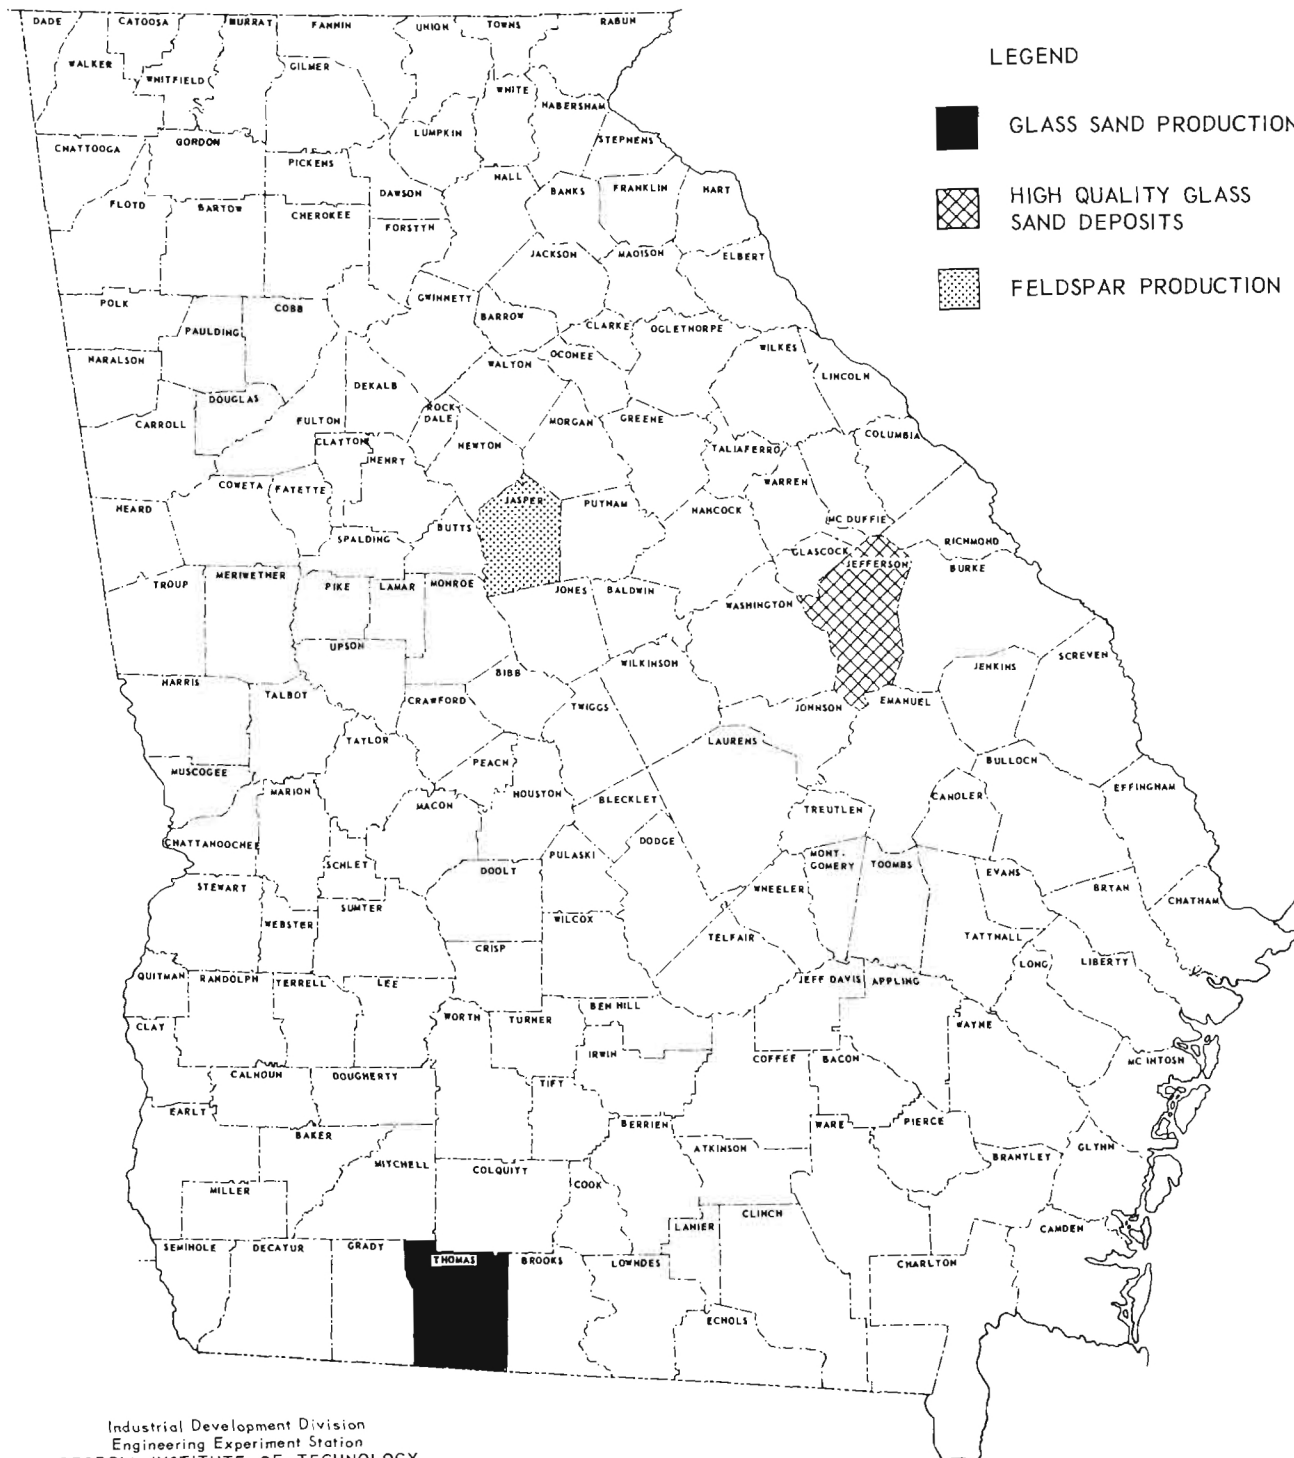 DADE
CATOOSA
MURRAY
FANNIN
UNION
TOWNS
RABUN
WALKER
WHITFIELD
GILMER
WHITE
HABERSHAM
LUMPKIN
STEPHENS
CHATTOOGA
GORDON
PICKENS
DAWSON
HALL
BANKS
FRANKLIN
HART
FLOYD
BARTOW
CHEROKEE
FORSYTH
JACKSON
MADISON
ELBERT
POLK
COBB
GWINNETT
BARROW
PAULDING
CLARKE
OGLETHORPE
HARALSON
WALTON
OCONEE
WILKES
LINCOLN
DOUGLAS
DEKALB
ROCK
DALE
CARROLL
FULTON
CLAYTON
NEWTON
MORGAN
GREENE
TALIAFERRO
COLUMBIA
HENRY
COWETA
FAYETTE
WARREN
HEARD
BUTTS
JASPER
PUTNAM
HANCOCK
MC DUFFIE
SPALDING
GLASCOCK
RICHMOND
JEFFERSON
BURKE
TROUP
MERIWETHER
PIKE
LAMAR
MONROE
JONES
BALDWIN
WASHINGTON
UPSON
WILKINSON
JENKINS
SCREVEN
HARRIS
TALBOT
CRAWFORD
BIBB
TWIGGS
JOHNSON
EMANUEL
TAYLOR
LAURENS
MUSCOGEE
PEACH
BULLOCH
MARION
MACON
HOUSTON
BLECKLEY
TREUTLEN
CANDLER
EFFINGHAM
CHATTAHOOCHEE
SCHLEY
DOOLY
PULASKI
DODGE
MONT-
GOMERY
TOOMBS
EVANS
STEWART
WEBSTER
SUMTER
WILCOX
WHEELER
BRYAN
CHATHAM
CRISP
TELFAIR
TATTNALL
QUITMAN
RANDOLPH
TERRELL
LEE
JEFF DAVIS
APPLING
LONG
LIBERTY
CLAY
WORTH
TURNER
BEN HILL
WAYNE
IRWIN
COFFEE
BACON
MC INTOSH
CALHOUN
DOUGHERTY
TIFT
EARLY
BAKER
BERRIEN
WARE
PIERCE
MITCHELL
COLQUITT
ATKINSON
BRANTLEY
GLYNN
MILLER
COOK
LANIER
CLINCH
CAMDEN
SEMINOLE
DECATUR
GRADY
THOMAS
BROOKS
LOWNDES
CHARLTON
ECHOLS
LEGEND
GLASS SAND PRODUCTION
HIGH QUALITY GLASS
SAND DEPOSITS
FELDSPAR PRODUCTION
Industrial Development Division
Engineering Experiment Station
GEORGIA INSTITUTE OF TECHNOLOGY